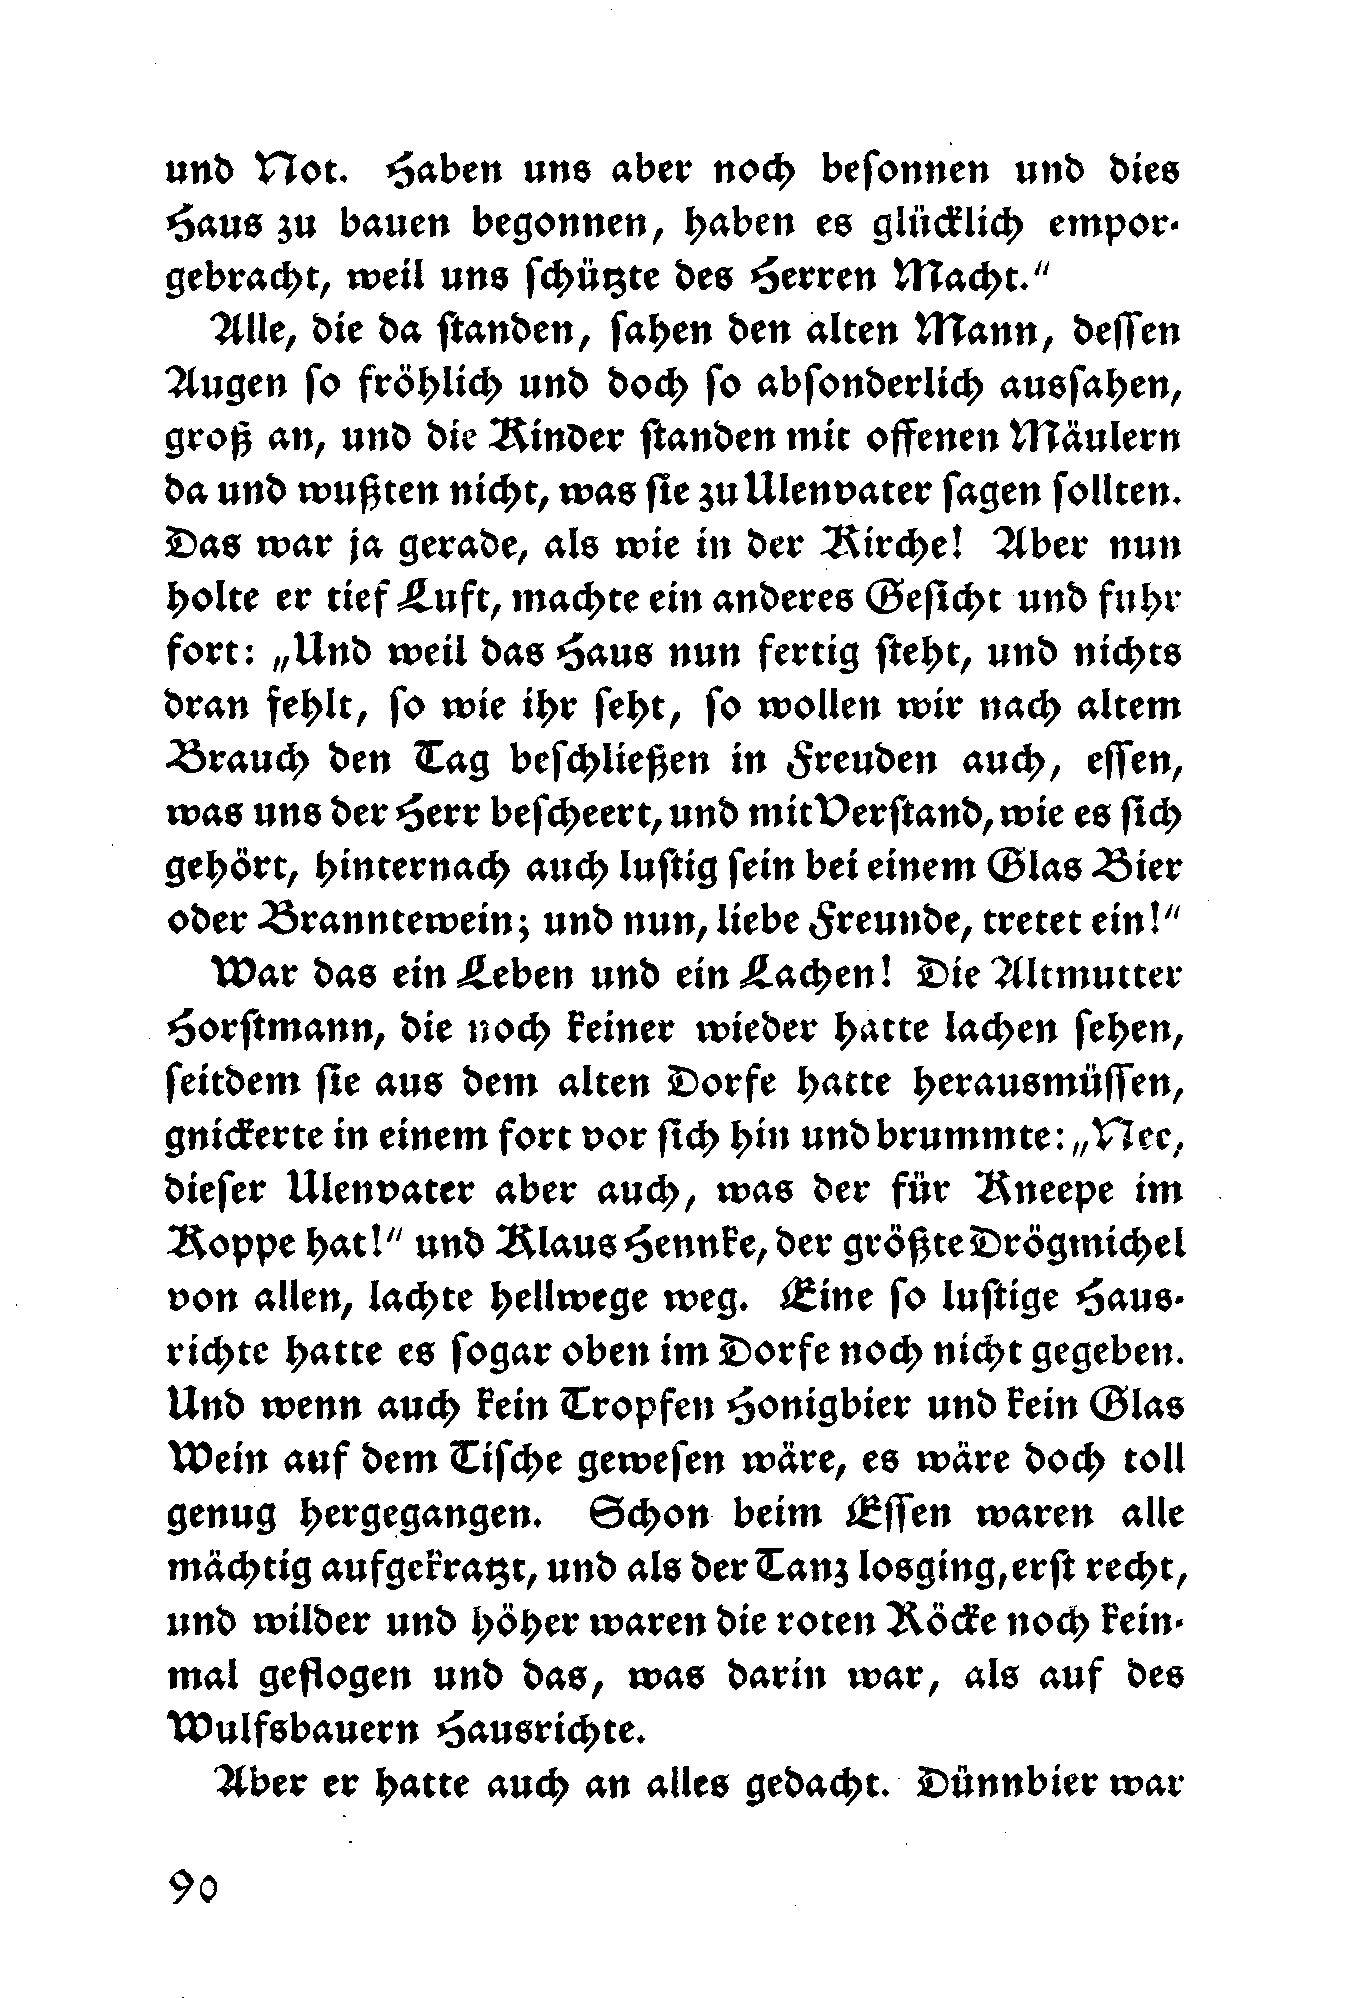 und Not. Haben uns aber noch besonnen und dies
Haus zu bauen begonnen, haben es glücklich empor-
gebracht, weil uns schützte des Herren Macht.“
Alle, die da standen, sahen den alten Mann, dessen
Augen so fröhlich und doch so absonderlich aussahen,
groß an, und die Kinder standen mit offenen Mäulern
da und wußten nicht, was sie zu Ulenvater sagen sollten.
Das war ja gerade, als wie in der Kirche! Aber nun
holte er tief Luft, machte ein anderes Gesicht und fuhr
fort: „Und weil das Haus nun fertig steht, und nichts
dran fehlt, so wie ihr seht, so wollen wir nach altem
Brauch den Tag beschließen in Freuden auch, essen,
was uns der Herr bescheert, und mit Verstand, wie es sich
gehört, hinternach auch lustig sein bei einem Glas Bier
oder Branntewein; und nun, liebe Freunde, tretet ein!“
War das ein Leben und ein Lachen! Die Altmutter
Horstmann, die noch keiner wieder hatte lachen sehen,
seitdem sie aus dem alten Dorfe hatte herausmüssen,
gnickerte in einem fort vor sich hin und brummte: „Nee,
dieser Ulenvater aber auch, was der für Kneepe im
Koppe hat!“ und Klaus Hennke, der größte Drögmichel
von allen, lachte hellwege weg. Eine so lustige Haus-
richte hatte es sogar oben im Dorfe noch nicht gegeben.
Und wenn auch kein Tropfen Honigbier und kein Glas
Wein auf dem Tische gewesen wäre, es wäre doch toll
genug hergegangen. Schon beim Essen waren alle
mächtig aufgekratzt, und als der Tanz losging, erst recht,
und wilder und höher waren die roten Röcke noch kein-
mal geflogen und das, was darin war, als auf des
Wulfsbauern Hausrichte.
Aber er hatte auch an alles gedacht. Dünnbier war
90